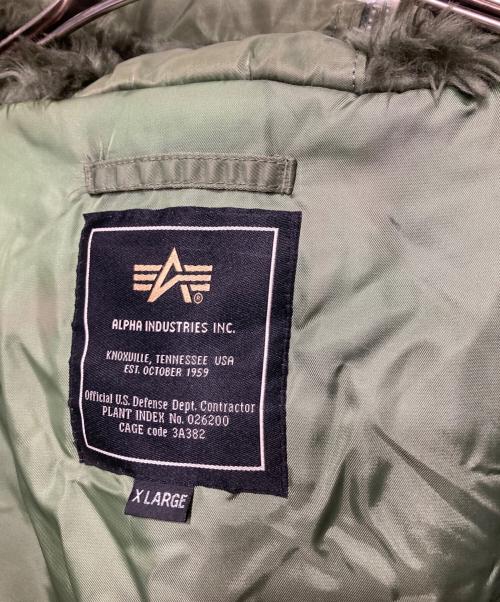 A®
ALPHA INDUSTRIES INC.
KNOXVILLE, TENNESSEE USA
EST. OCTOBER 1959
Official U.S. Defense Dept. Contractor
PLANT INDEX No. 026200
CAGE code 3A382
X LARGE